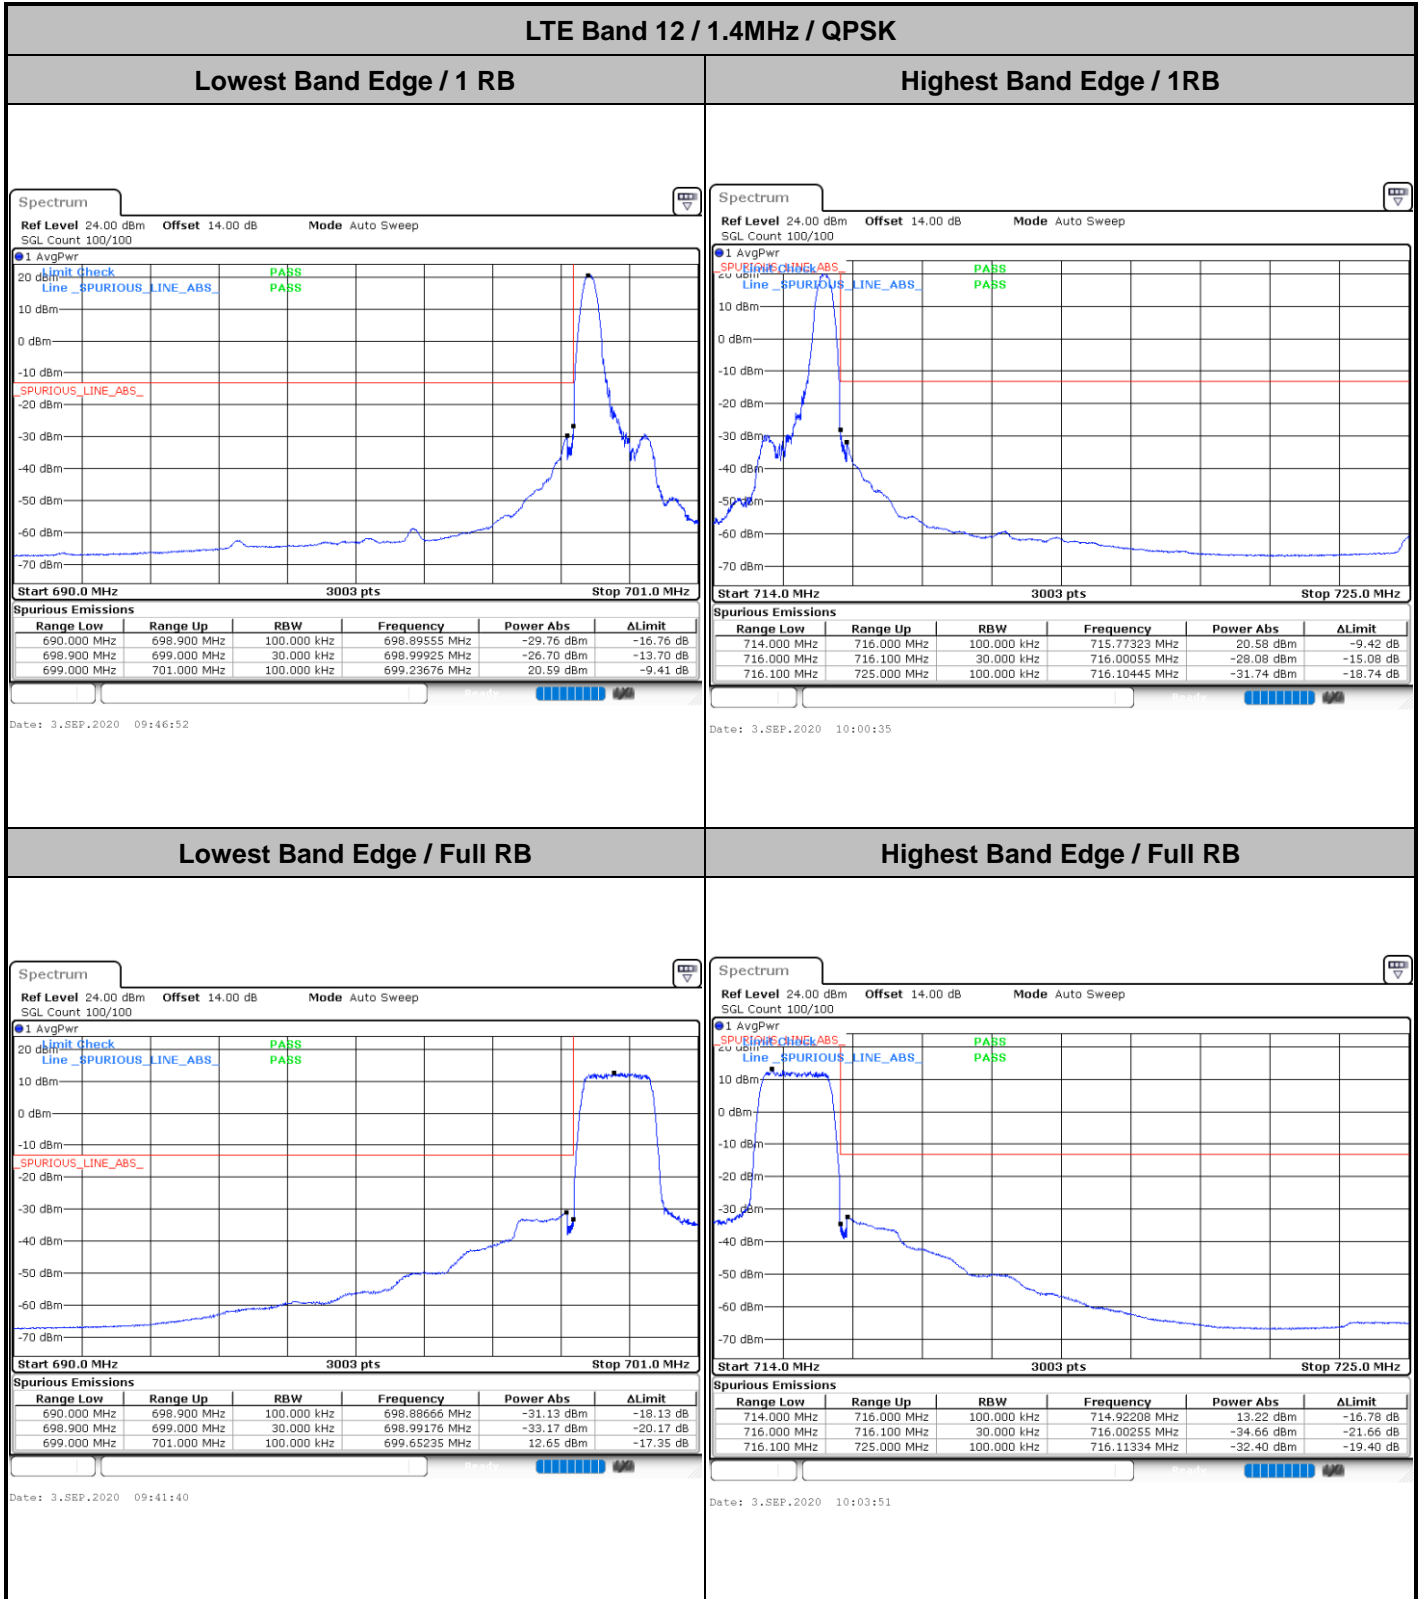 LTE Band 12 / 1.4MHz / QPSK
Lowest Band Edge / 1 RB
Highest Band Edge / 1RB
Spectrum
Ref Level 24.00 dBm Offset 14.00 dB Mode Auto Sweep
SGL Count 100/100
1 AvgPwr
Limit Check PASS
Line _SPURIOUS_LINE_ABS_ PASS
20 dBm
10 dBm
0 dBm
-10 dBm
_SPURIOUS_LINE_ABS_
-20 dBm
-30 dBm
-40 dBm
-50 dBm
-60 dBm
-70 dBm
Start 690.0 MHz 3003 pts Stop 701.0 MHz
Spurious Emissions
Range Low Range Up RBW Frequency Power Abs ΔLimit
690.000 MHz 698.900 MHz 100.000 kHz 698.89555 MHz -29.76 dBm -16.76 dB
698.900 MHz 699.000 MHz 30.000 kHz 698.99925 MHz -26.70 dBm -13.70 dB
699.000 MHz 701.000 MHz 100.000 kHz 699.23676 MHz 20.59 dBm -9.41 dB
Ready
Date: 3.SEP.2020 09:46:52
Spectrum
Ref Level 24.00 dBm Offset 14.00 dB Mode Auto Sweep
SGL Count 100/100
1 AvgPwr
_SPURIOUS_LINE_ABS_
Limit Check PASS
20 dBm
Line _SPURIOUS_LINE_ABS_ PASS
10 dBm
0 dBm
-10 dBm
-20 dBm
-30 dBm
-40 dBm
-50 dBm
-60 dBm
-70 dBm
Start 714.0 MHz 3003 pts Stop 725.0 MHz
Spurious Emissions
Range Low Range Up RBW Frequency Power Abs ΔLimit
714.000 MHz 716.000 MHz 100.000 kHz 715.77323 MHz 20.58 dBm -9.42 dB
716.000 MHz 716.100 MHz 30.000 kHz 716.00055 MHz -28.08 dBm -15.08 dB
716.100 MHz 725.000 MHz 100.000 kHz 716.10445 MHz -31.74 dBm -18.74 dB
Ready
Date: 3.SEP.2020 10:00:35
Lowest Band Edge / Full RB
Highest Band Edge / Full RB
Spectrum
Ref Level 24.00 dBm Offset 14.00 dB Mode Auto Sweep
SGL Count 100/100
1 AvgPwr
Limit Check PASS
20 dBm
Line _SPURIOUS_LINE_ABS_ PASS
10 dBm
0 dBm
-10 dBm
_SPURIOUS_LINE_ABS_
-20 dBm
-30 dBm
-40 dBm
-50 dBm
-60 dBm
-70 dBm
Start 690.0 MHz 3003 pts Stop 701.0 MHz
Spurious Emissions
Range Low Range Up RBW Frequency Power Abs ΔLimit
690.000 MHz 698.900 MHz 100.000 kHz 698.88666 MHz -31.13 dBm -18.13 dB
698.900 MHz 699.000 MHz 30.000 kHz 698.99176 MHz -33.17 dBm -20.17 dB
699.000 MHz 701.000 MHz 100.000 kHz 699.65235 MHz 12.65 dBm -17.35 dB
Ready
Date: 3.SEP.2020 09:41:40
Spectrum
Ref Level 24.00 dBm Offset 14.00 dB Mode Auto Sweep
SGL Count 100/100
1 AvgPwr
_SPURIOUS_LINE_ABS_
Limit Check PASS
20 dBm
Line _SPURIOUS_LINE_ABS_ PASS
10 dBm
0 dBm
-10 dBm
-20 dBm
-30 dBm
-40 dBm
-50 dBm
-60 dBm
-70 dBm
Start 714.0 MHz 3003 pts Stop 725.0 MHz
Spurious Emissions
Range Low Range Up RBW Frequency Power Abs ΔLimit
714.000 MHz 716.000 MHz 100.000 kHz 714.92208 MHz 13.22 dBm -16.78 dB
716.000 MHz 716.100 MHz 30.000 kHz 716.00255 MHz -34.66 dBm -21.66 dB
716.100 MHz 725.000 MHz 100.000 kHz 716.11334 MHz -32.40 dBm -19.40 dB
Ready
Date: 3.SEP.2020 10:03:51